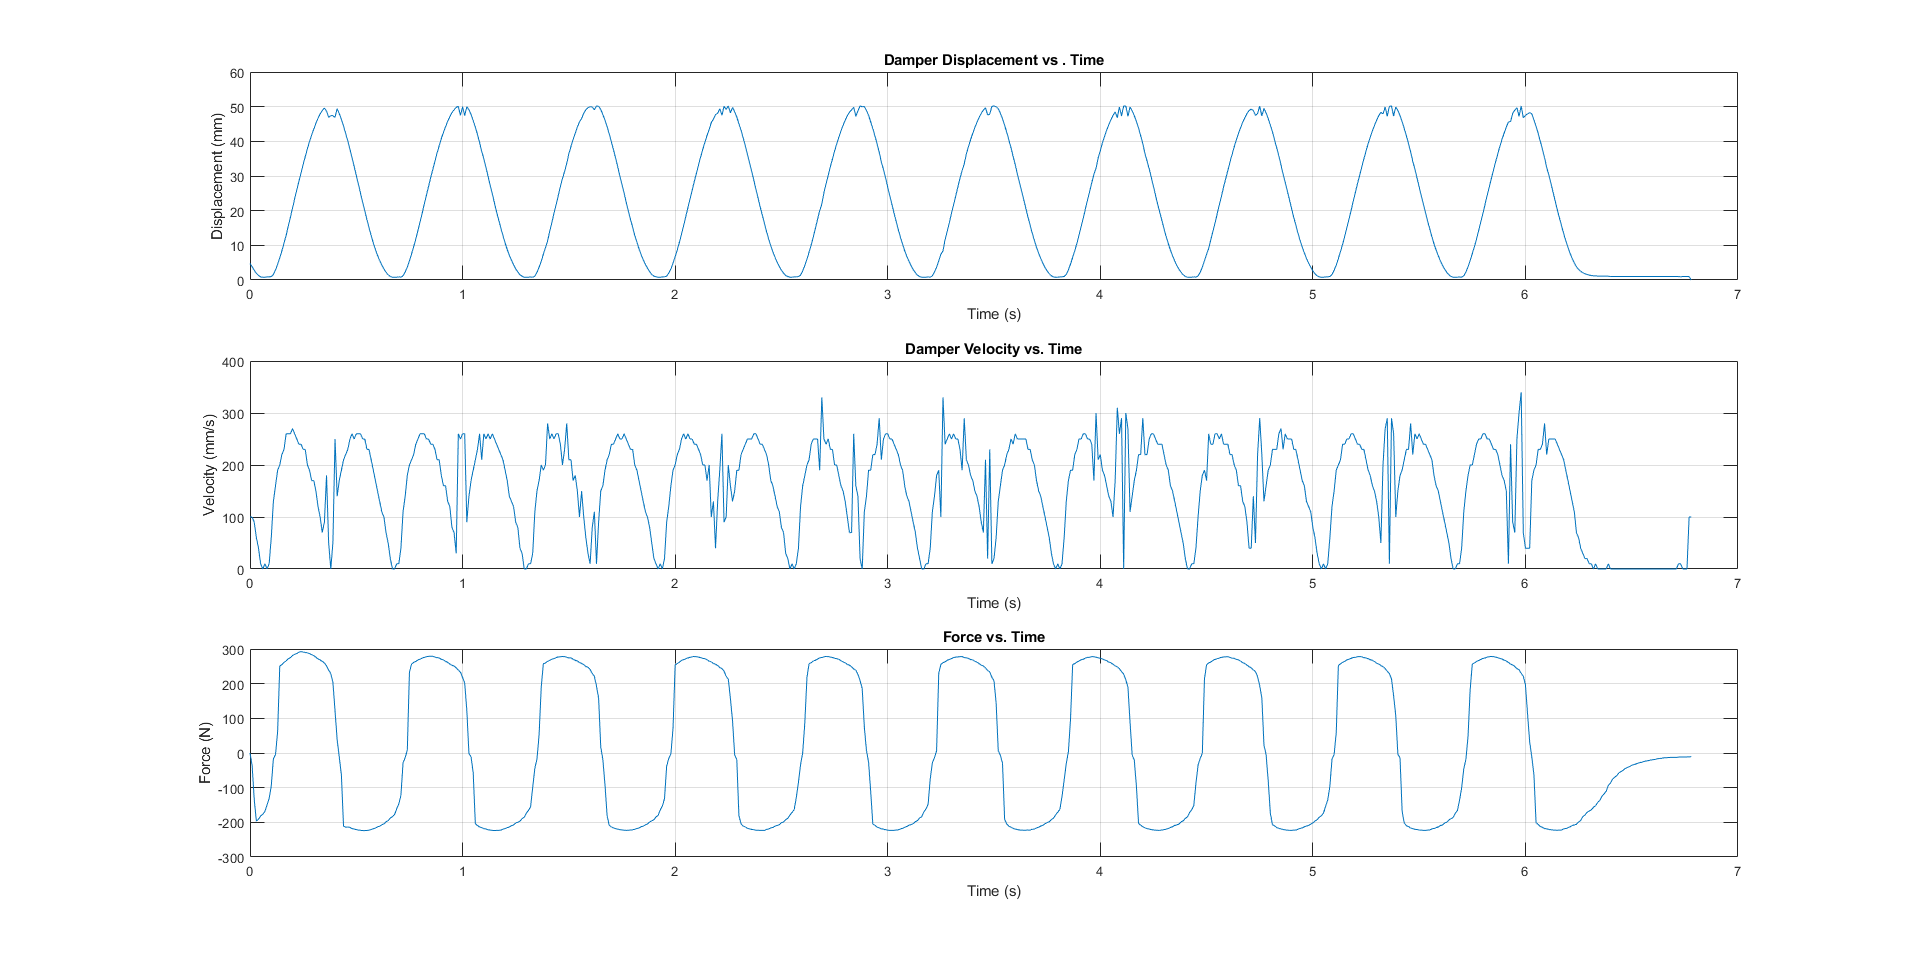 Damper Displacement vs . Time
60
50
40
30
20
10
0
Displacement (mm)
0 1 2 3 4 5 6 7
Time (s)
Damper Velocity vs. Time
400
300
200
100
0
Velocity (mm/s)
0 1 2 3 4 5 6 7
Time (s)
Force vs. Time
300
200
100
0
-100
-200
-300
Force (N)
0 1 2 3 4 5 6 7
Time (s)